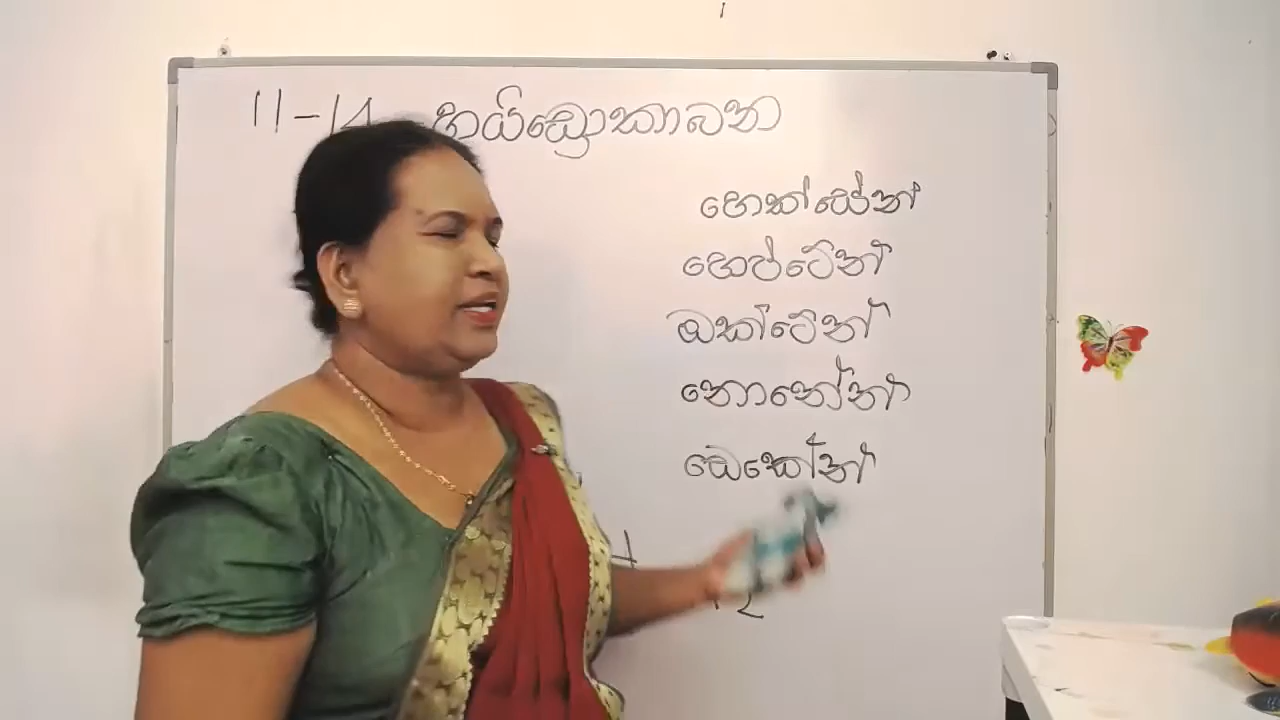 11-14 හයිඩ්‍රොකාබන
හෙක්සේන්
හෙප්ටේන්
ඔක්ටේන්
නොනේන්
ඩෙකේන්